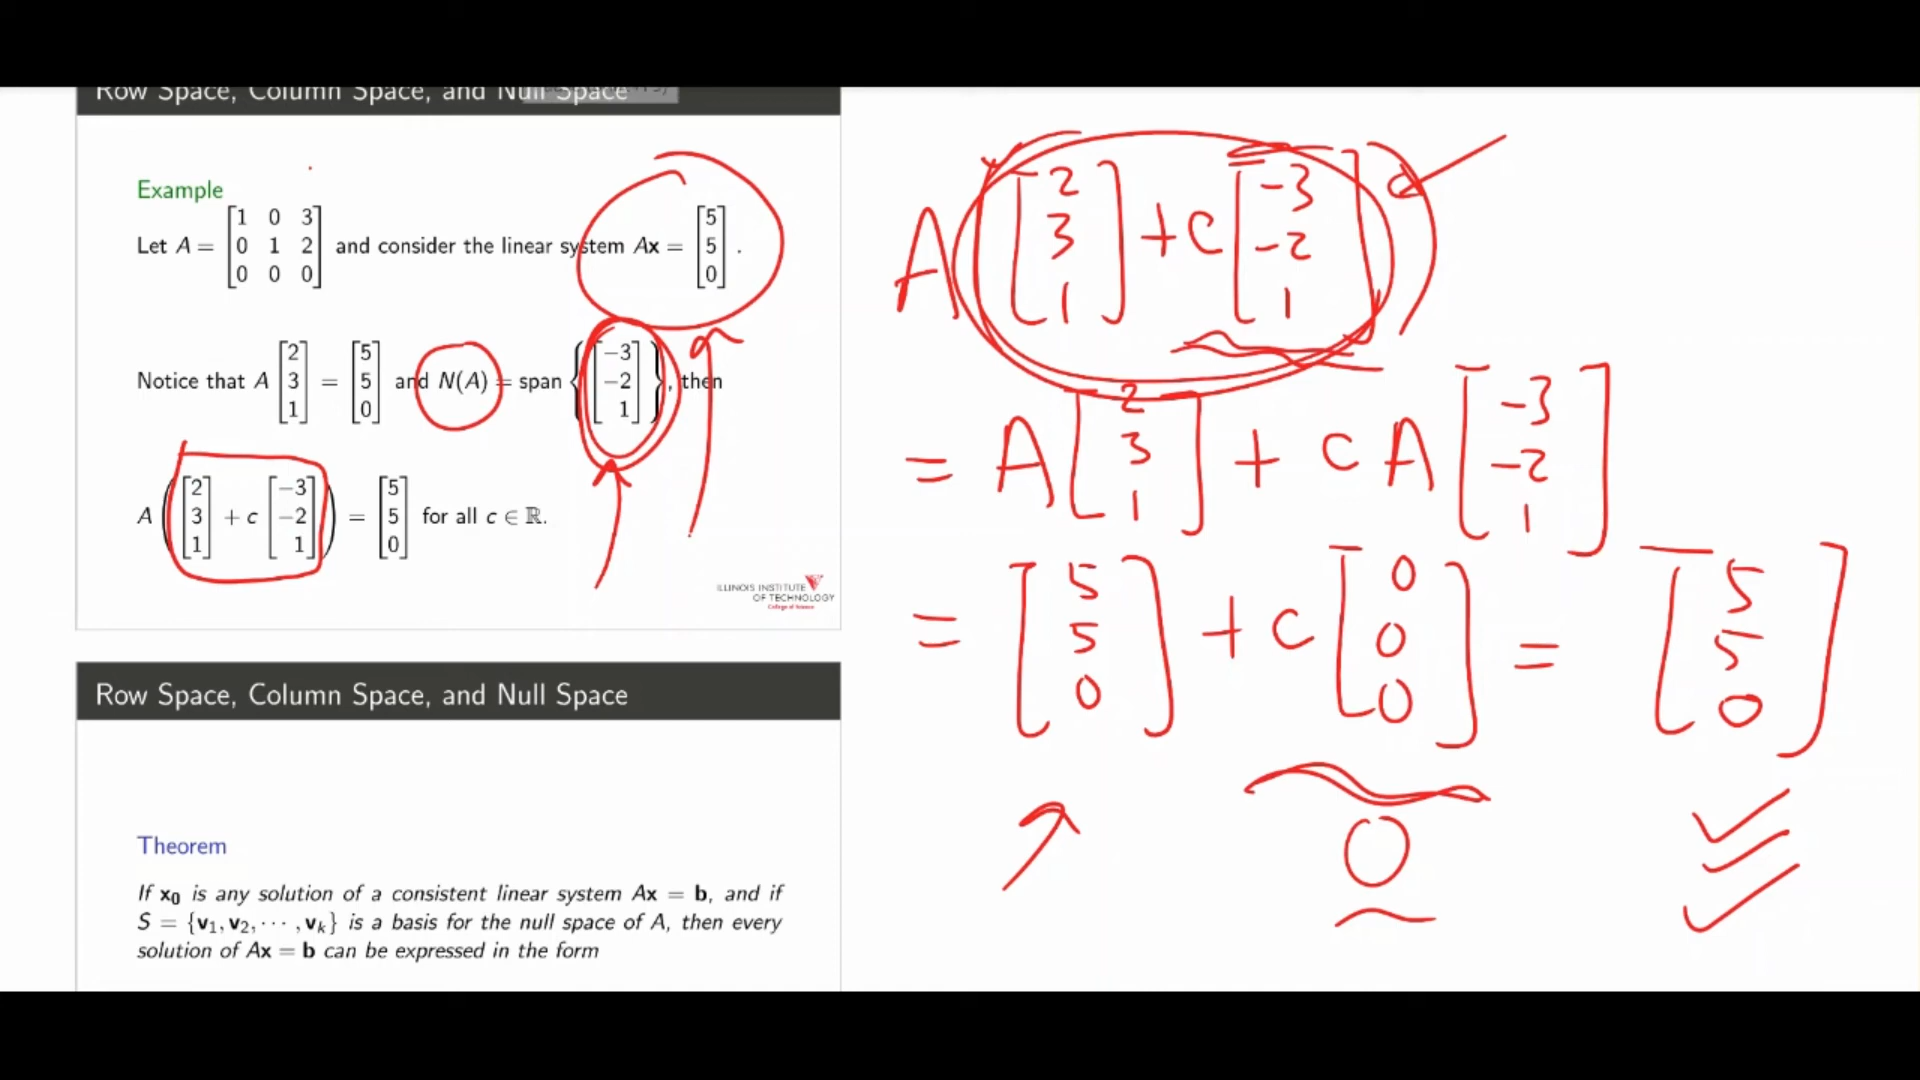 Row Space, Column Space, and Null Space
Example
Let A = [1 0 3; 0 1 2; 0 0 0] and consider the linear system Ax = [5; 5; 0] .
Notice that A [2; 3; 1] = [5; 5; 0] and N(A) = span { [−3; −2; 1] }, then
A ( [2; 3; 1] + c [−3; −2; 1] ) = [5; 5; 0] for all c ∈ ℝ.
ILLINOIS INSTITUTE
OF TECHNOLOGY
College of Science
Row Space, Column Space, and Null Space
Theorem
If x₀ is any solution of a consistent linear system Ax = b, and if
S = {v₁, v₂, ⋯ , vₖ} is a basis for the null space of A, then every
solution of Ax = b can be expressed in the form
A ( [2; 3; 1] + c [-3; -2; 1] )
= A [2; 3; 1] + c A [-3; -2; 1]
= [5; 5; 0] + c [0; 0; 0] = [5; 5; 0]
0